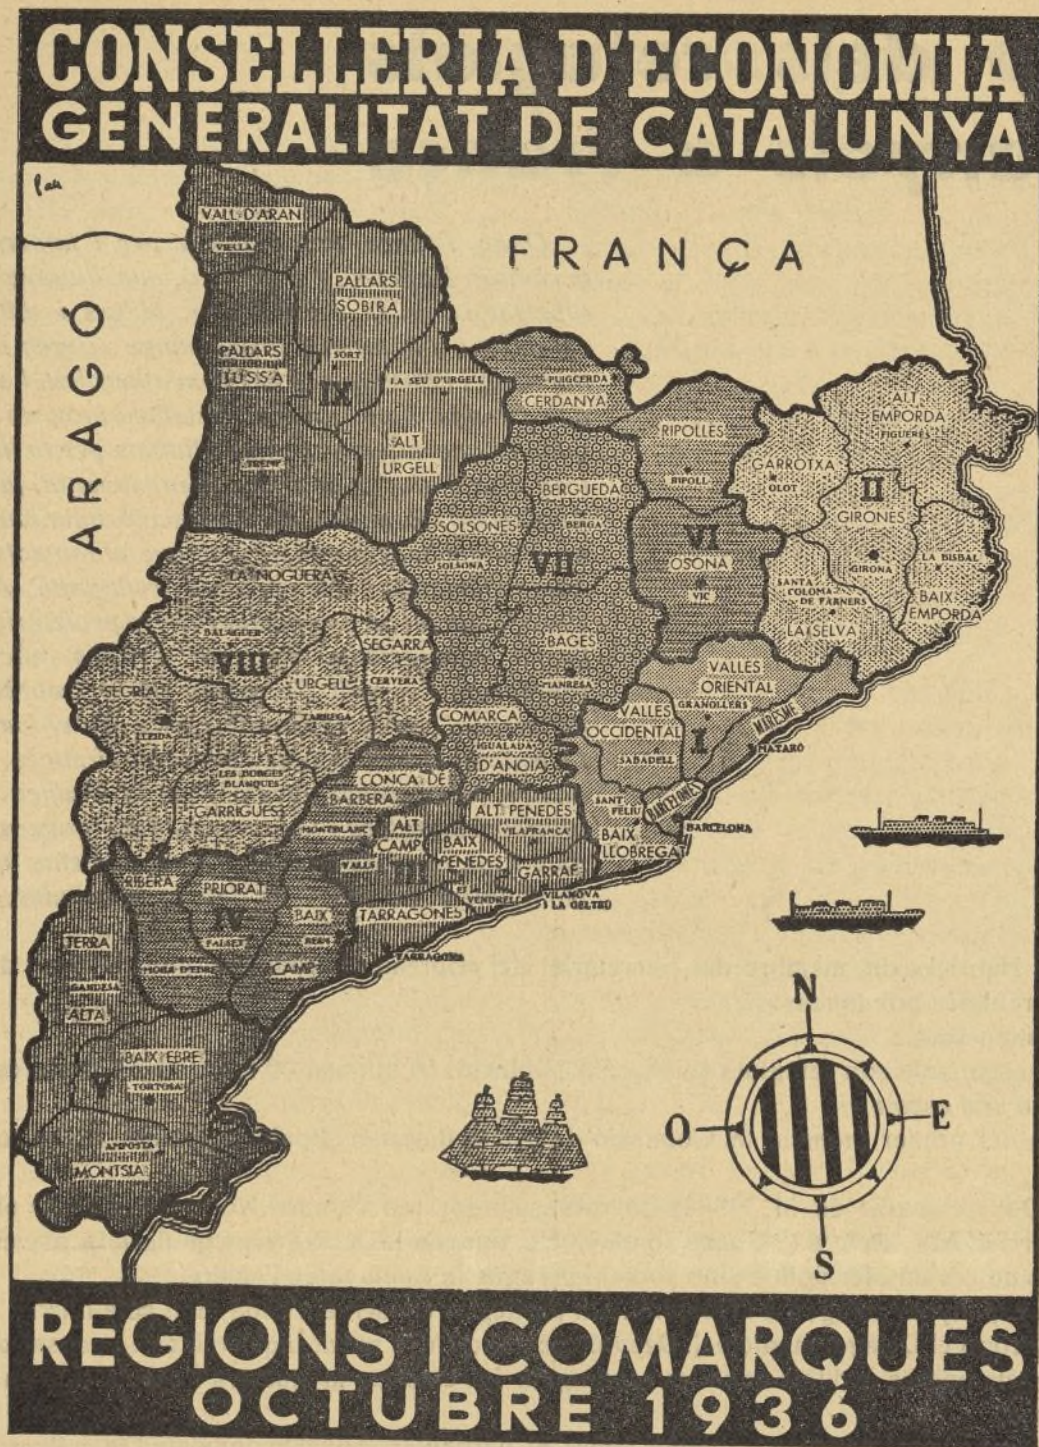 CONSELLERIA D'ECONOMIA
GENERALITAT DE CATALUNYA
FRANÇA
ARAGÓ
VALL D'ARAN
VIELLA
PALLARS
SOBIRA
SORT
PALLARS
JUSSA
IX
TREMP
LA SEU D'URGELL
ALT
URGELL
PUIGCERDA
CERDANYA
RIPOLLES
RIPOLL
GARROTXA
OLOT
ALT
EMPORDA
FIGUERES
II
GIRONES
GIRONA
LA BISBAL
BAIX
EMPORDA
SANTA
COLOMA
DE FARNERS
LA SELVA
BERGUEDA
BERGA
SOLSONES
SOLSONA
VII
VI
OSONA
VIC
BAGES
MANRESA
LA NOGUERA
BALAGUER
VIII
SEGARRA
CERVERA
URGELL
TARREGA
SEGRIA
LLEIDA
LES BORGES
BLANQUES
GARRIGUES
COMARCA
IGUALADA
D'ANOIA
VALLES
ORIENTAL
GRANOLLERS
VALLES
OCCIDENTAL
SABADELL
I
MARESME
MATARÓ
BARCELONES
BARCELONA
SANT
FELIU
BAIX
LLOBREGAT
CONCA DE
BARBERA
MONTBLANC
ALT
CAMP
VALLS
III
ALT PENEDES
VILAFRANCA
BAIX
PENEDES
EL
VENDRELL
GARRAF
VILANOVA
I LA GELTRÚ
TARRAGONES
TARRAGONA
RIBERA
PRIORAT
IV
FALSET
MORA D'EBRE
BAIX
REUS
CAMP
TERRA
GANDESA
ALTA
BAIX EBRE
V
TORTOSA
AMPOSTA
MONTSIA
N
O
E
S
REGIONS I COMARQUES
OCTUBRE 1936